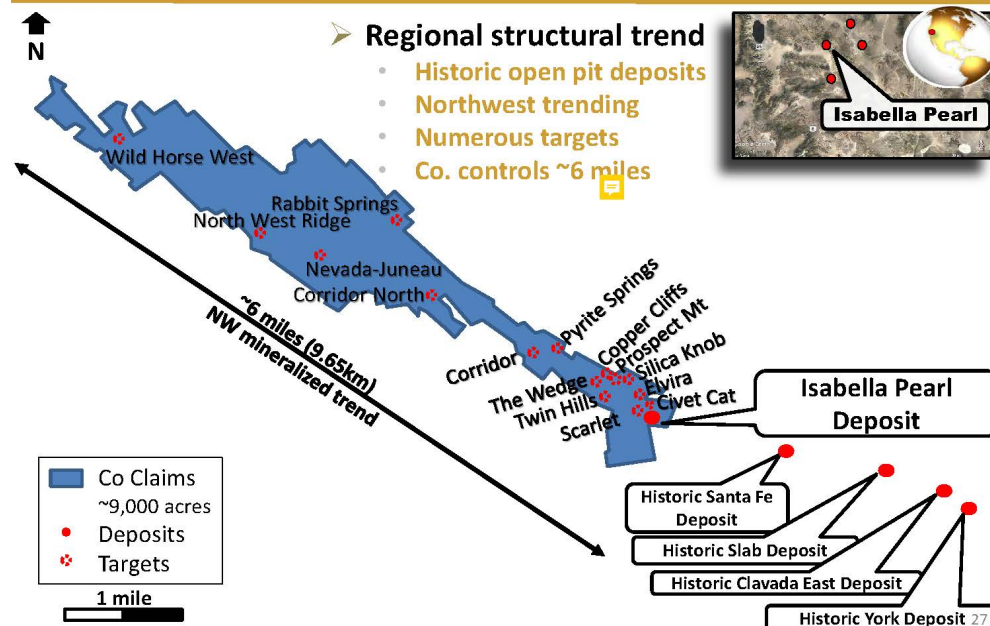 N
Regional structural trend
Historic open pit deposits
Northwest trending
Numerous targets
Co. controls ~6 miles
Isabella Pearl
Wild Horse West
Rabbit Springs
North West Ridge
Nevada-Juneau
Corridor North
~6 miles (9.65km)
NW mineralized trend
Corridor
Pyrite Springs
Copper Cliffs
Prospect Mt
Silica Knob
The Wedge
Elvira
Twin Hills
Civet Cat
Scarlet
Isabella Pearl
Deposit
Co Claims
~9,000 acres
Deposits
Targets
1 mile
Historic Santa Fe
Deposit
Historic Slab Deposit
Historic Clavada East Deposit
Historic York Deposit 27